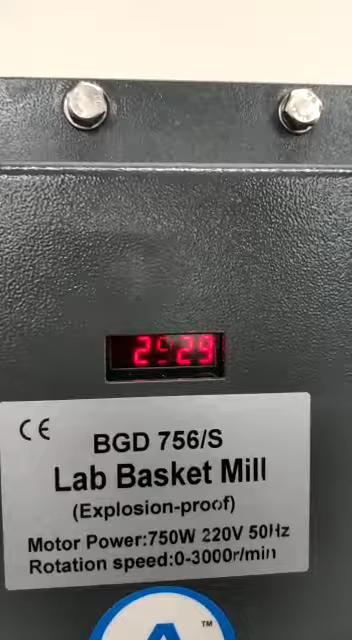 2929
CE
BGD 756/S
Lab Basket Mill
(Explosion-proof)
Motor Power:750W 220V 50Hz
Rotation speed:0-3000r/min
TM